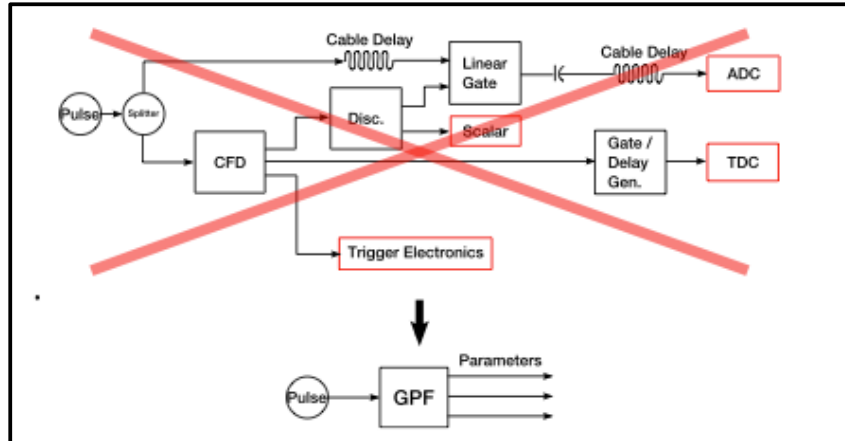 Cable Delay
Cable Delay
Linear
Gate
ADC
Pulse
Splitter
Disc.
Scalar
CFD
Gate /
Delay
Gen.
TDC
Trigger Electronics
Parameters
Pulse
GPF